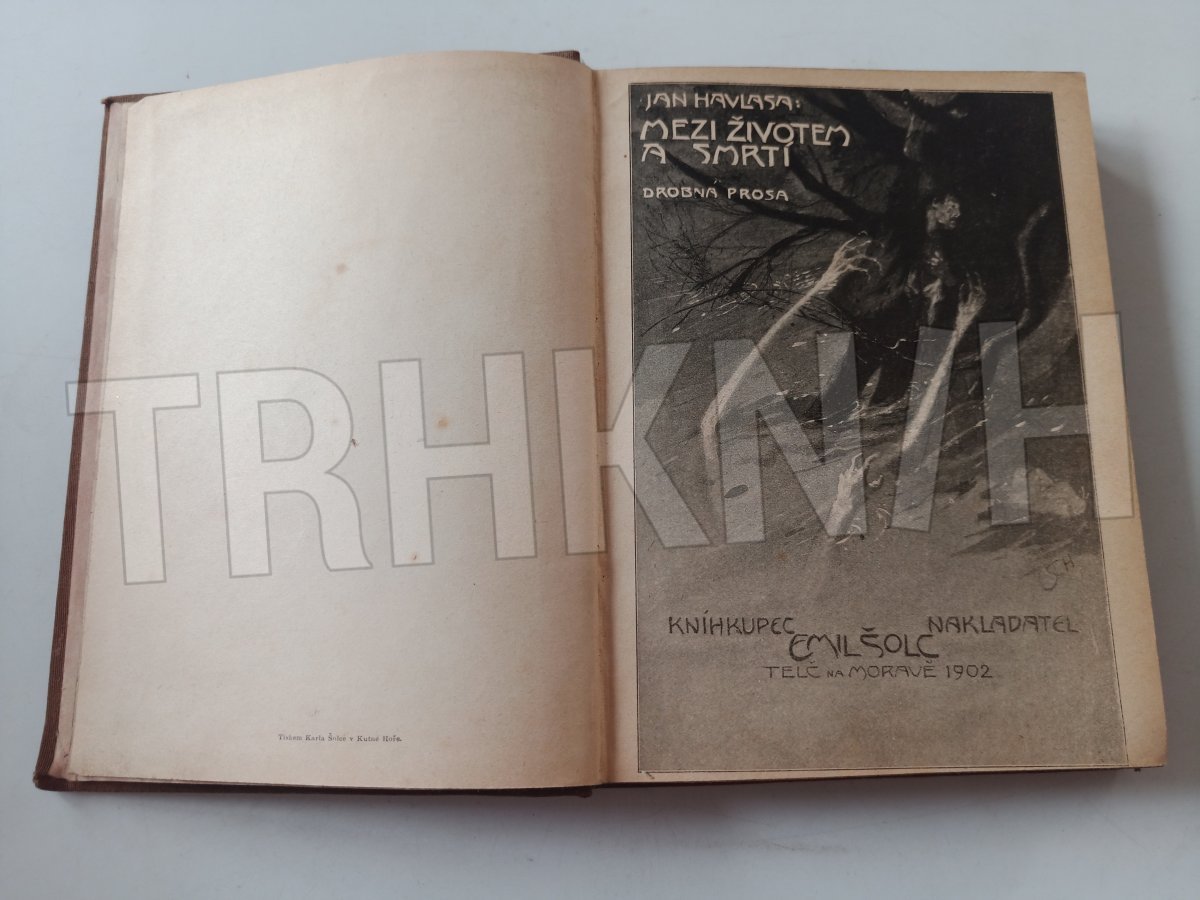 Tiskem Karla Šolce v Kutné Hoře.
JAN HAVLASA:
MEZI ŽIVOTEM
A SMRTÍ
DROBNÁ PROSA
KNÍHKUPEC NAKLADATEL
EMIL ŠOLC
TELČ NA MORAVĚ 1902
TRHKNIH